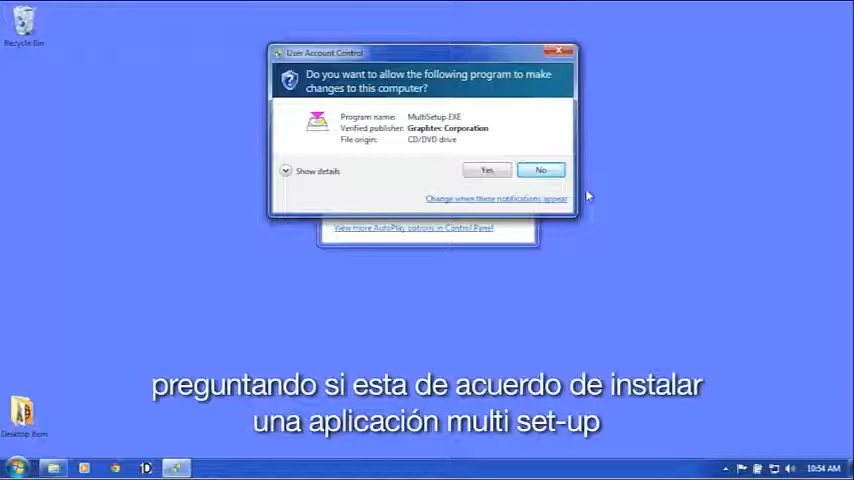 Recycle Bin
User Account Control
Do you want to allow the following program to make
changes to this computer?
Program name: MultiSetup.EXE
Verified publisher: Graphtec Corporation
File origin: CD/DVD drive
Show details
Yes
No
Change when these notifications appear
View more AutoPlay options in Control Panel
preguntando si esta de acuerdo de instalar
una aplicación multi set-up
Desktop Item
10:54 AM